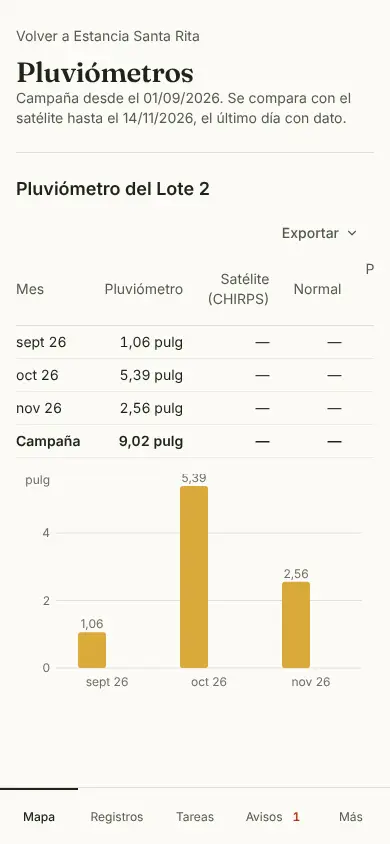 Volver a Estancia Santa Rita
Pluviómetros
Campaña desde el 01/09/2026. Se compara con el
satélite hasta el 14/11/2026, el último día con dato.
Pluviómetro del Lote 2
Exportar
Mes Pluviómetro Satélite (CHIRPS) Normal P
sept 26 1,06 pulg — —
oct 26 5,39 pulg — —
nov 26 2,56 pulg — —
Campaña 9,02 pulg — —
pulg
5,39
4
2,56
2
1,06
0
sept 26 oct 26 nov 26
Mapa Registros Tareas Avisos 1 Más